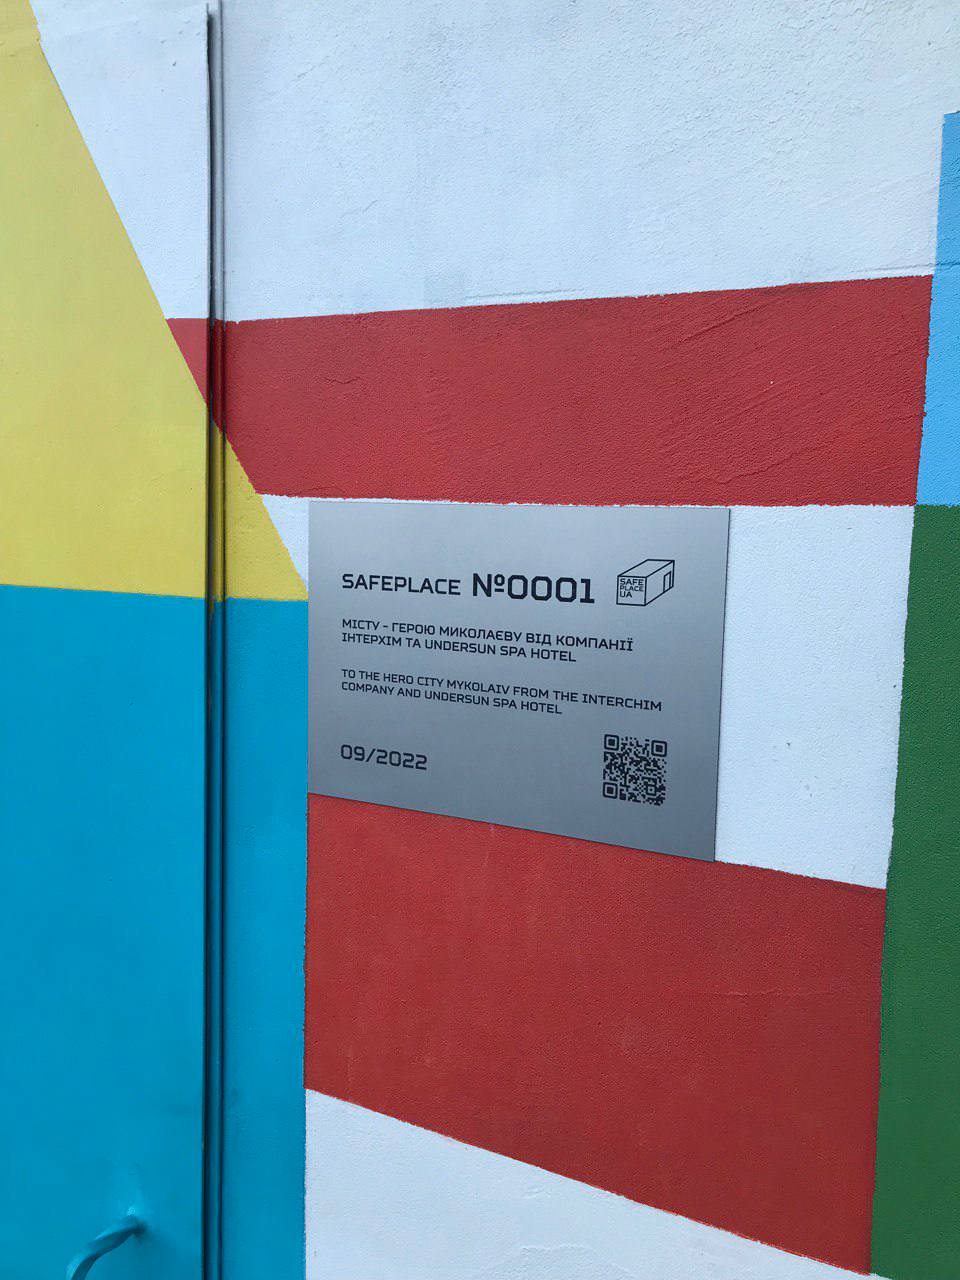 SAFEPLACE №0001
SAFE
PLACE
UA
МІСТУ - ГЕРОЮ МИКОЛАЄВУ ВІД КОМПАНІЇ
ІНТЕРХІМ ТА UNDERSUN SPA HOTEL
TO THE HERO CITY MYKOLAIV FROM THE INTERCHIM
COMPANY AND UNDERSUN SPA HOTEL
09/2022